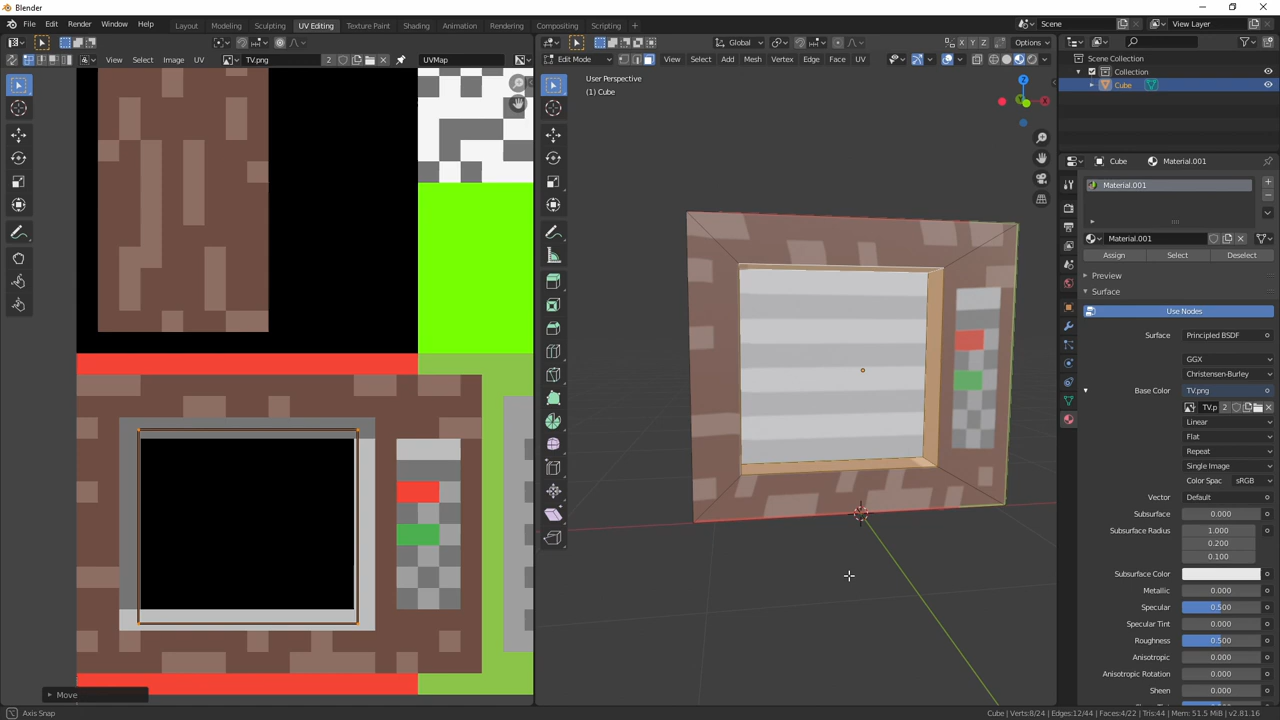 Blender
File Edit Render Window Help
Layout Modeling Sculpting UV Editing Texture Paint Shading Animation Rendering Compositing Scripting +
Scene
View Layer
Global
Options
View Select Image UV
TV.png 2
UVMap
Edit Mode
View Select Add Mesh Vertex Edge Face UV
X Y Z
User Perspective
(1) Cube
Z
X
Scene Collection
Collection
Cube
Cube > Material.001
Material.001
Material.001
Assign Select Deselect
Preview
Surface
Use Nodes
Surface Principled BSDF
GGX
Christensen-Burley
Base Color TV.png
TV.p 2
Linear
Flat
Repeat
Single Image
Color Spac sRGB
Vector Default
Subsurface 0.000
Subsurface Radius 1.000
0.200
0.100
Subsurface Color
Metallic 0.000
Specular 0.500
Specular Tint 0.000
Roughness 0.500
Anisotropic 0.000
Anisotropic Rotation 0.000
Sheen 0.000
Move
Axis Snap
Cube | Verts:8/24 | Edges:12/44 | Faces:4/22 | Tris:44 | Mem: 51.5 MiB | v2.81.16